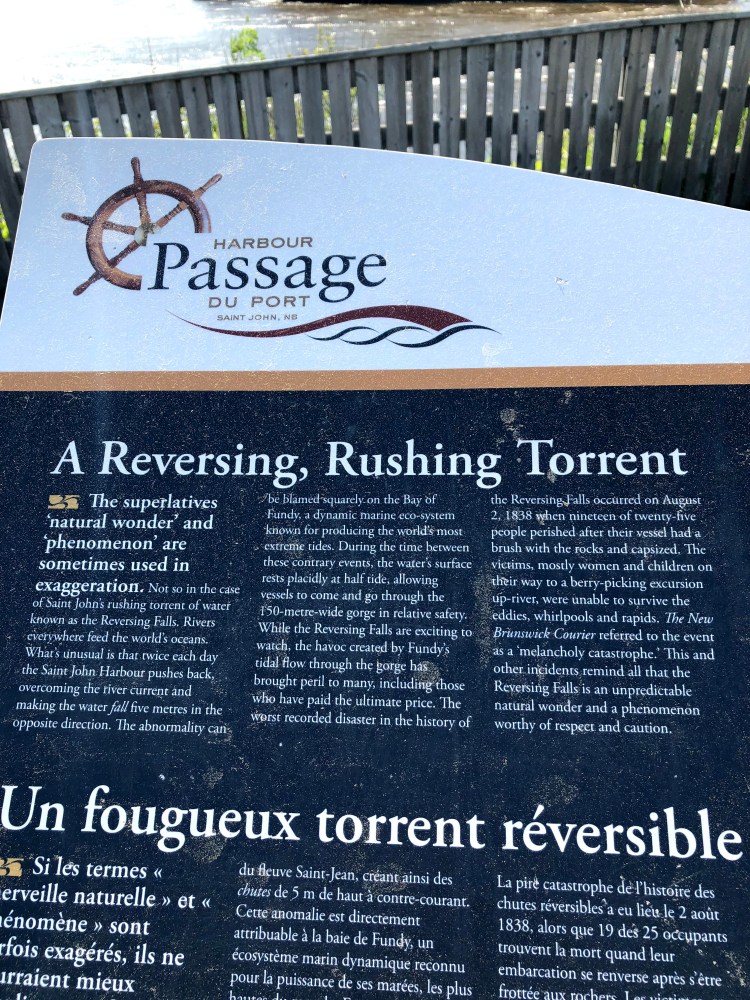 HARBOUR
Passage
DU PORT
SAINT JOHN, NB
A Reversing, Rushing Torrent
The superlatives
‘natural wonder’ and
‘phenomenon’ are
sometimes used in
exaggeration. Not so in the case
of Saint John's rushing torrent of water
known as the Reversing Falls. Rivers
everywhere feed the world's oceans.
What's unusual is that twice each day
the Saint John Harbour pushes back,
overcoming the river current and
making the water fall five metres in the
opposite direction. The abnormality can
be blamed squarely on the Bay of
Fundy, a dynamic marine eco-system
known for producing the world's most
extreme tides. During the time between
these contrary events, the water's surface
rests placidly at half tide, allowing
vessels to come and go through the
150-metre-wide gorge in relative safety.
While the Reversing Falls are exciting to
watch, the havoc created by Fundy's
tidal flow through the gorge has
brought peril to many, including those
who have paid the ultimate price. The
worst recorded disaster in the history of
the Reversing Falls occurred on August
2, 1838 when nineteen of twenty-five
people perished after their vessel had a
brush with the rocks and capsized. The
victims, mostly women and children on
their way to a berry-picking excursion
up-river, were unable to survive the
eddies, whirlpools and rapids. The New
Brunswick Courier referred to the event
as a ‘melancholy catastrophe.’ This and
other incidents remind all that the
Reversing Falls is an unpredictable
natural wonder and a phenomenon
worthy of respect and caution.
Un fougueux torrent réversible
Si les termes «
erveille naturelle » et «
énomène » sont
rfois exagérés, ils ne
urraient mieux
du fleuve Saint-Jean, créant ainsi des
chutes de 5 m de haut à contre-courant.
Cette anomalie est directement
attribuable à la baie de Fundy, un
écosystème marin dynamique reconnu
pour la puissance de ses marées, les plus
La pire catastrophe de l'histoire des
chutes réversibles a eu lieu le 2 août
1838, alors que 19 des 25 occupants
trouvent la mort quand leur
embarcation se renverse après s'être
frottée aux rochers. Les